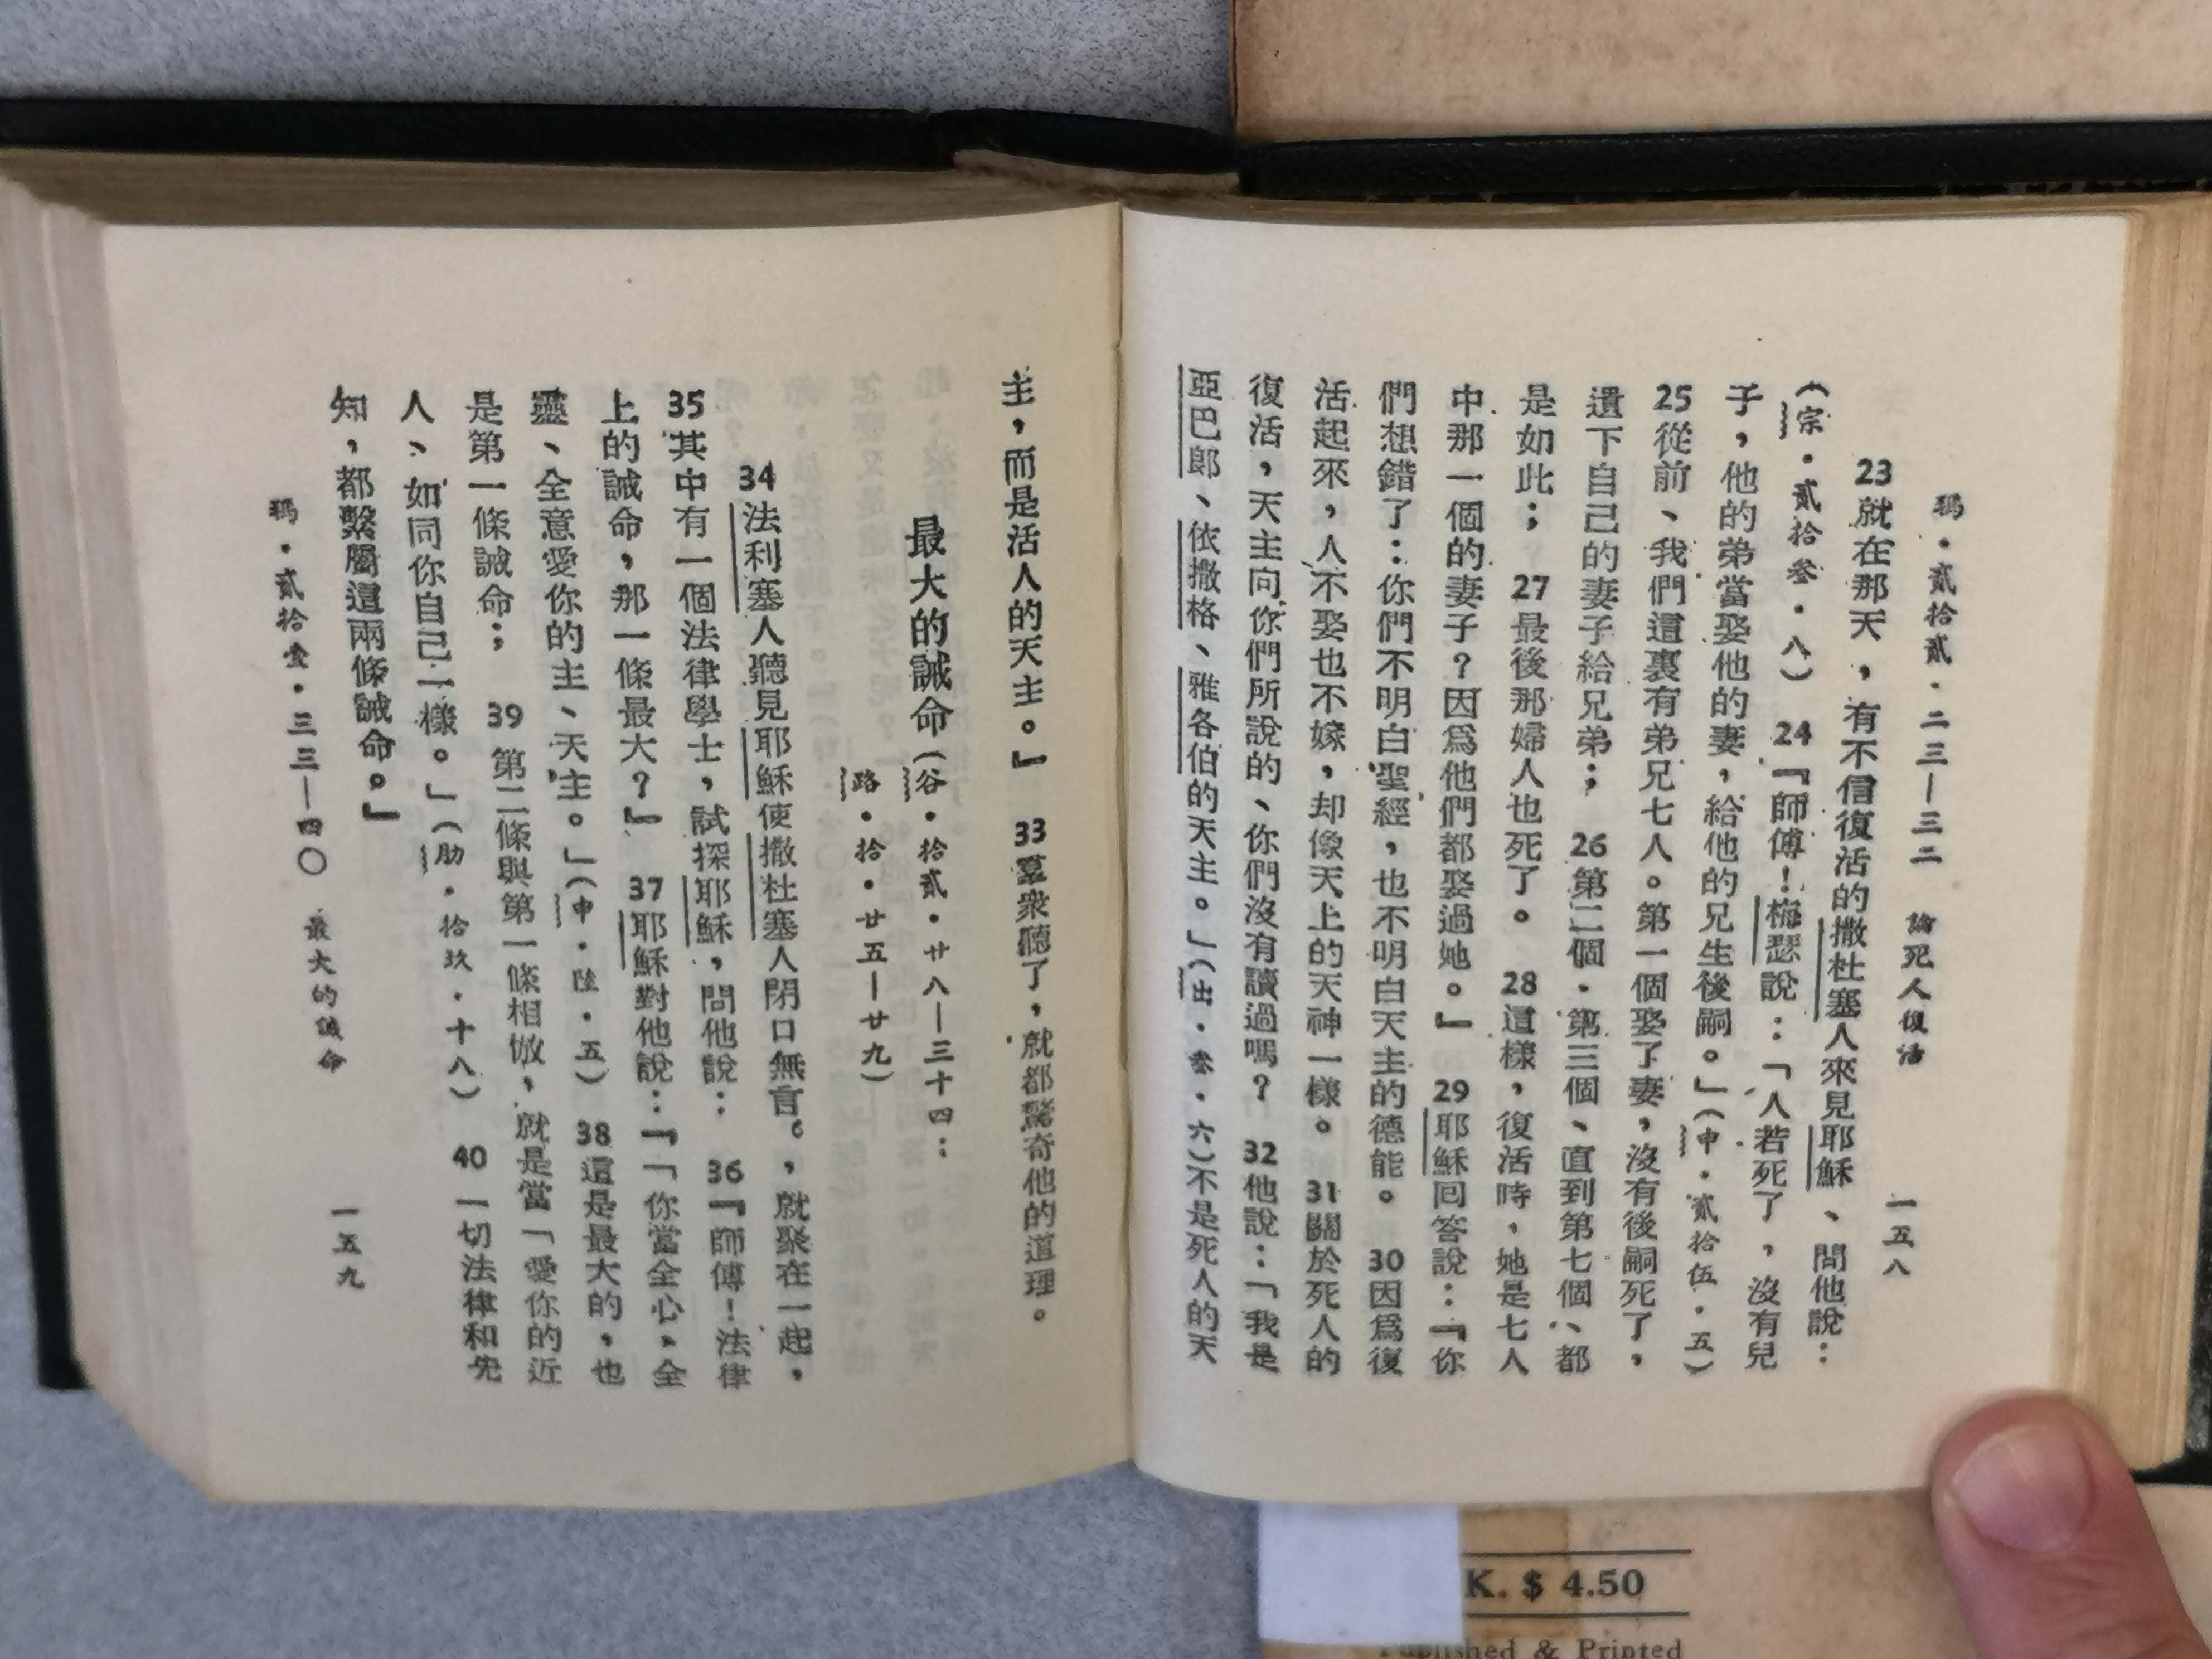 瑪．貳拾貳．二三—三二　論死人復活　一五八
23就在那天，有不信復活的撒杜塞人來見耶穌、問他說：
（宗．貳拾叁．八）　24『師傅！梅瑟說：「人若死了，沒有兒
子，他的弟當娶他的妻，給他的兄生後嗣。」（申．貳拾伍．五）
25從前、我們這裏有弟兄七人。第一個娶了妻，沒有後嗣死了，
遺下自己的妻子給兄弟；　26第二個．第三個、直到第七個、都
是如此；　27最後那婦人也死了。　28這樣，復活時，她是七人
中那一個的妻子？因爲他們都娶過她。』　29耶穌回答說：『你
們想錯了：你們不明白聖經，也不明白天主的德能。　30因爲復
活起來，人不娶也不嫁，却像天上的天神一樣。　31關於死人的
復活，天主向你們所說的、你們沒有讀過嗎？　32他說：「我是
亞巴郎、依撒格、雅各伯的天主。」（出．叁．六）不是死人的天
主，而是活人的天主。』　33羣衆聽了，就都驚奇他的道理。
最大的誡命（谷．拾貳．廿八—三十四：
路．拾．廿五—廿九）
34法利塞人聽見耶穌使撒杜塞人閉口無言。，就聚在一起，
35其中有一個法律學士，試探耶穌，問他說：　36『師傅！法律
上的誡命，那一條最大？』　37耶穌對他說：『「你當全心、全
靈、全意愛你的主、天主。」（申．陸．五）　38這是最大的，也
是第一條誡命；　39第二條與第一條相倣，就是當「愛你的近
人、如同你自己一樣。」（肋．拾玖．十八）　40一切法律和先
知，都繫屬這兩條誡命。』
瑪．貳拾壹．三三—四〇　最大的誡命　一五九
K. $ 4.50
Published & Printed